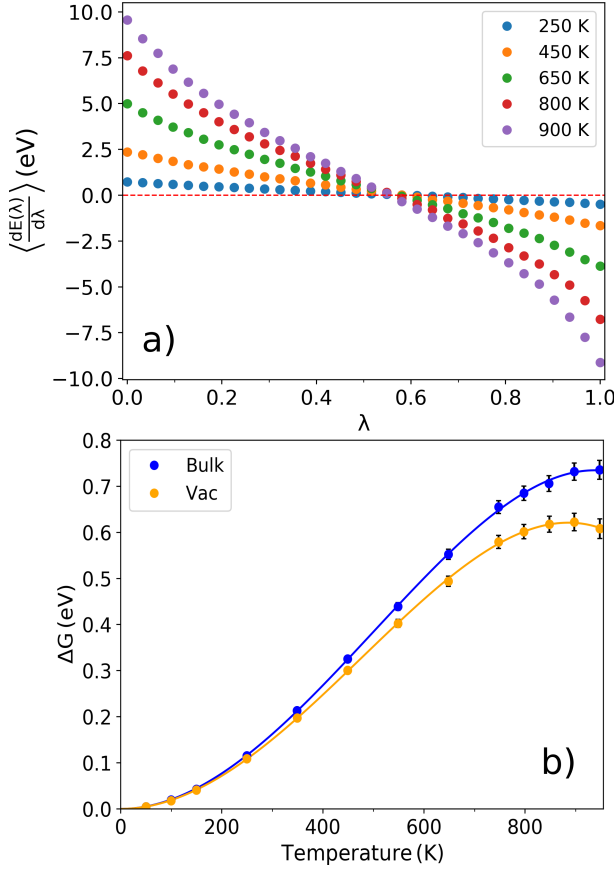 10.0
7.5
5.0
2.5
0.0
−2.5
−5.0
−7.5
−10.0
⟨dE(λ)/dλ⟩ (eV)
250 K
450 K
650 K
800 K
900 K
a)
0.0 0.2 0.4 0.6 0.8 1.0
λ
0.8
0.7
0.6
0.5
0.4
0.3
0.2
0.1
0.0
ΔG (eV)
Bulk
Vac
b)
0 200 400 600 800
Temperature (K)